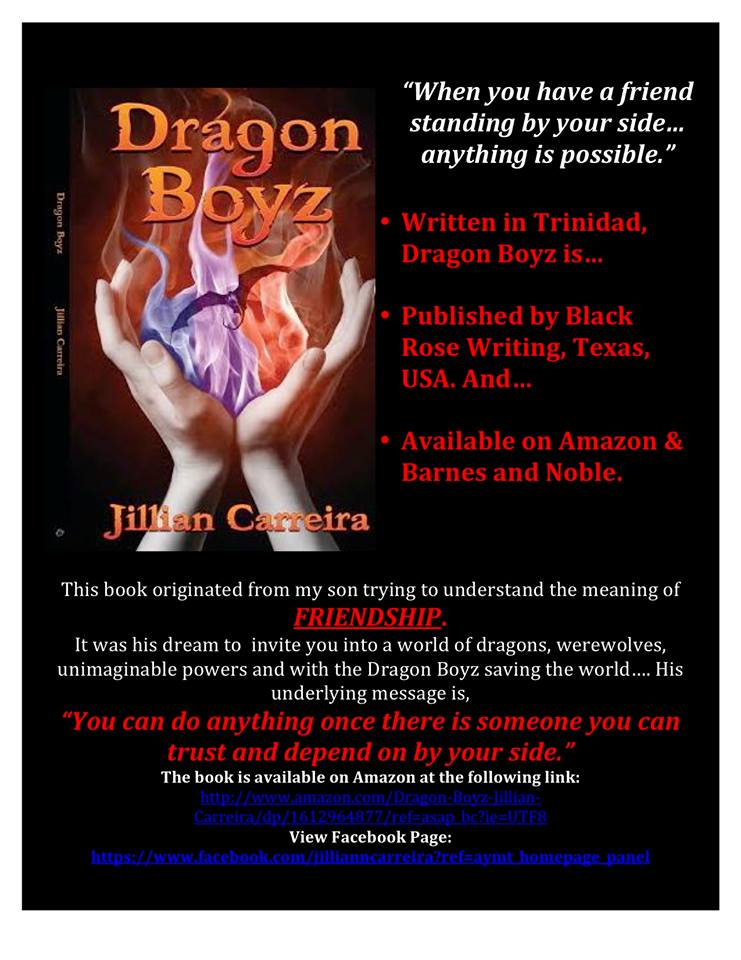 Dragon
Boyz
Dragon Boyz
Jillian Carreira
Jillian Carreira
“When you have a friend
standing by your side…
anything is possible.”
• Written in Trinidad,
Dragon Boyz is…
• Published by Black
Rose Writing, Texas,
USA. And…
• Available on Amazon &
Barnes and Noble.
This book originated from my son trying to understand the meaning of
FRIENDSHIP.
It was his dream to  invite you into a world of dragons, werewolves,
unimaginable powers and with the Dragon Boyz saving the world…. His
underlying message is,
“You can do anything once there is someone you can
trust and depend on by your side.”
The book is available on Amazon at the following link:
http://www.amazon.com/Dragon-Boyz-Jillian-
Carreira/dp/1612964877/ref=asap_bc?ie=UTF8
View Facebook Page:
https://www.facebook.com/jillianncarreira?ref=aymt_homepage_panel